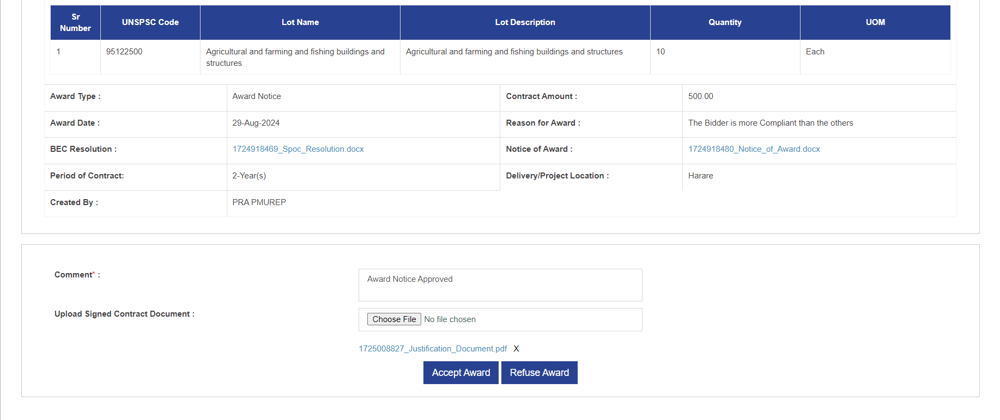 Sr Number UNSPSC Code Lot Name Lot Description Quantity UOM
1 95122500 Agricultural and farming and fishing buildings and structures Agricultural and farming and fishing buildings and structures 10 Each
Award Type : Award Notice Contract Amount : 500.00
Award Date : 29-Aug-2024 Reason for Award : The Bidder is more Compliant than the others
BEC Resolution : 1724918469_Spoc_Resolution.docx Notice of Award : 1724918480_Notice_of_Award.docx
Period of Contract: 2-Year(s) Delivery/Project Location : Harare
Created By : PRA PMUREP
Comment* : Award Notice Approved
Upload Signed Contract Document : Choose File No file chosen
1725008827_Justification_Document.pdf X
Accept Award Refuse Award